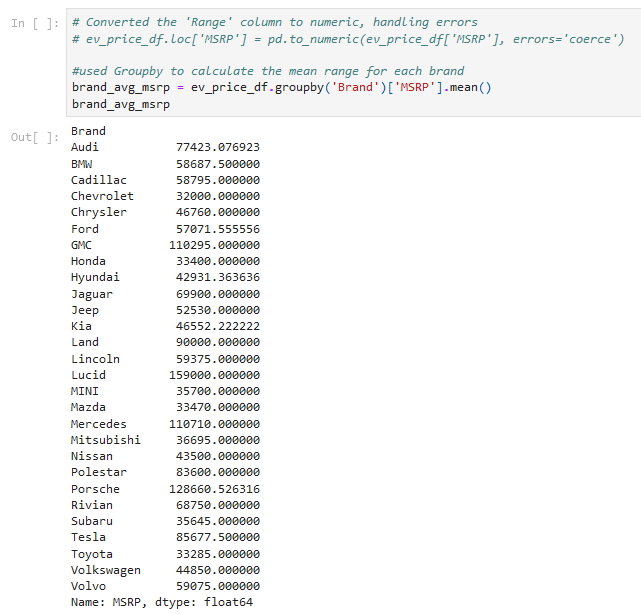 In [ ]: # Converted the 'Range' column to numeric, handling errors
# ev_price_df.loc['MSRP'] = pd.to_numeric(ev_price_df['MSRP'], errors='coerce')
#used Groupby to calculate the mean range for each brand
brand_avg_msrp = ev_price_df.groupby('Brand')['MSRP'].mean()
brand_avg_msrp
Out[ ]: Brand
Audi 77423.076923
BMW 58687.500000
Cadillac 58795.000000
Chevrolet 32000.000000
Chrysler 46760.000000
Ford 57071.555556
GMC 110295.000000
Honda 33400.000000
Hyundai 42931.363636
Jaguar 69900.000000
Jeep 52530.000000
Kia 46552.222222
Land 90000.000000
Lincoln 59375.000000
Lucid 159000.000000
MINI 35700.000000
Mazda 33470.000000
Mercedes 110710.000000
Mitsubishi 36695.000000
Nissan 43500.000000
Polestar 83600.000000
Porsche 128660.526316
Rivian 68750.000000
Subaru 35645.000000
Tesla 85677.500000
Toyota 33285.000000
Volkswagen 44850.000000
Volvo 59075.000000
Name: MSRP, dtype: float64